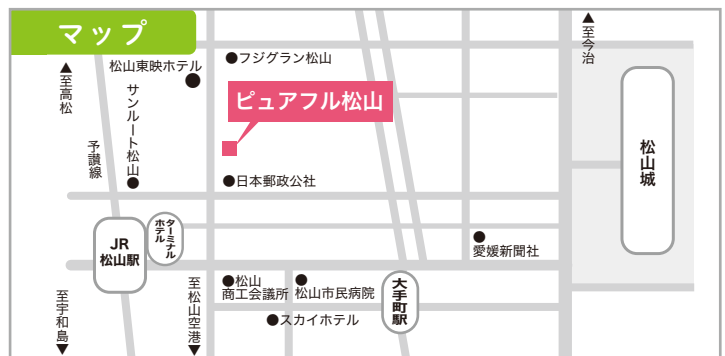 マップ
▲至今治
●フジグラン松山
松山東映ホテル
●
▲至高松
サンルート松山●
ピュアフル松山
予讃線
松山城
●日本郵政公社
ターミナル
ホテル
JR
松山駅
●
愛媛新聞社
●松山
商工会議所
●
松山市民病院
大手町駅
至宇和島▼
至松山空港▼
●スカイホテル